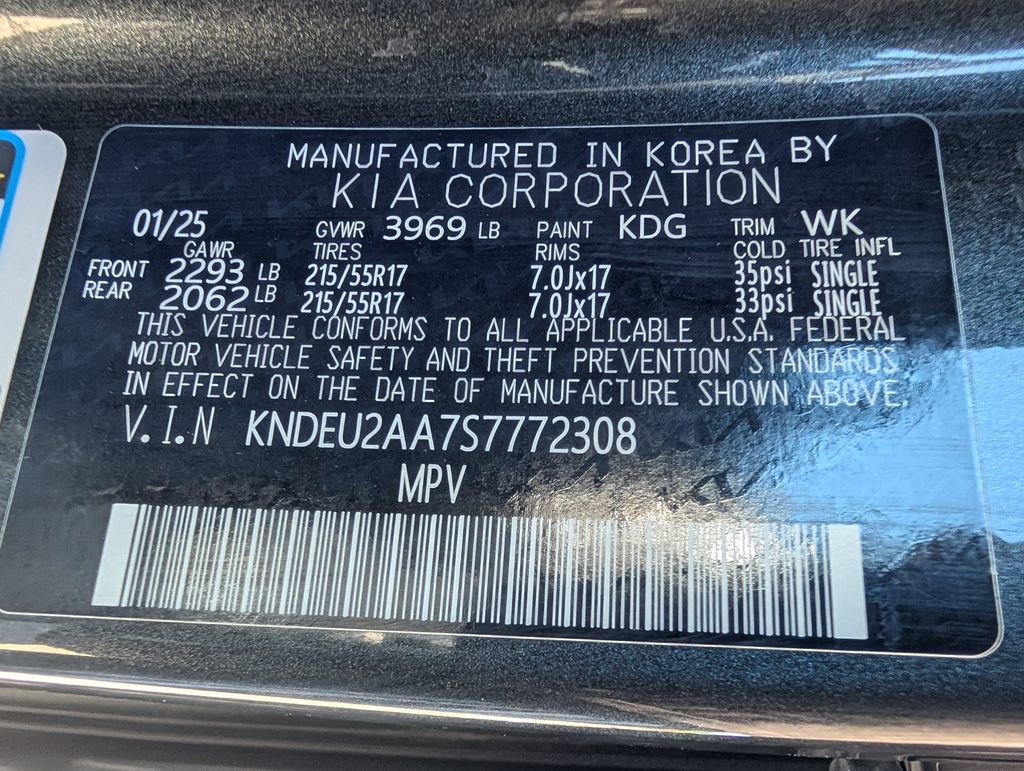 MANUFACTURED IN KOREA BY
KIA CORPORATION
01/25 GVWR 3969 LB PAINT KDG TRIM WK
GAWR TIRES RIMS COLD TIRE INFL
FRONT 2293 LB 215/55R17 7.0Jx17 35psi SINGLE
REAR 2062 LB 215/55R17 7.0Jx17 33psi SINGLE
THIS VEHICLE CONFORMS TO ALL APPLICABLE U.S.A. FEDERAL
MOTOR VEHICLE SAFETY AND THEFT PREVENTION STANDARDS
IN EFFECT ON THE DATE OF MANUFACTURE SHOWN ABOVE.
V.I.N KNDEU2AA7S7772308
MPV